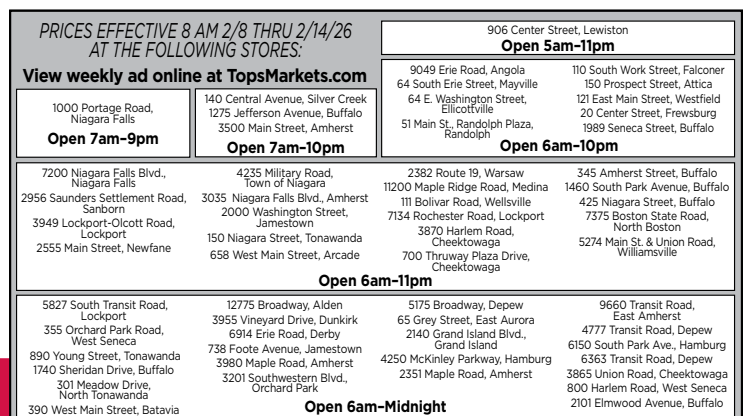 PRICES EFFECTIVE 8 AM 2/8 THRU 2/14/26
AT THE FOLLOWING STORES:
View weekly ad online at TopsMarkets.com
906 Center Street, Lewiston
Open 5am-11pm
1000 Portage Road,
Niagara Falls
Open 7am-9pm
140 Central Avenue, Silver Creek
1275 Jefferson Avenue, Buffalo
3500 Main Street, Amherst
Open 7am-10pm
9049 Erie Road, Angola
64 South Erie Street, Mayville
64 E. Washington Street,
Ellicottville
51 Main St., Randolph Plaza,
Randolph
110 South Work Street, Falconer
150 Prospect Street, Attica
121 East Main Street, Westfield
20 Center Street, Frewsburg
1989 Seneca Street, Buffalo
Open 6am-10pm
7200 Niagara Falls Blvd.,
Niagara Falls
2956 Saunders Settlement Road,
Sanborn
3949 Lockport-Olcott Road,
Lockport
2555 Main Street, Newfane
4235 Military Road,
Town of Niagara
3035 Niagara Falls Blvd., Amherst
2000 Washington Street,
Jamestown
150 Niagara Street, Tonawanda
658 West Main Street, Arcade
2382 Route 19, Warsaw
11200 Maple Ridge Road, Medina
111 Bolivar Road, Wellsville
7134 Rochester Road, Lockport
3870 Harlem Road,
Cheektowaga
700 Thruway Plaza Drive,
Cheektowaga
345 Amherst Street, Buffalo
1460 South Park Avenue, Buffalo
425 Niagara Street, Buffalo
7375 Boston State Road,
North Boston
5274 Main St. & Union Road,
Williamsville
Open 6am-11pm
5827 South Transit Road,
Lockport
355 Orchard Park Road,
West Seneca
890 Young Street, Tonawanda
1740 Sheridan Drive, Buffalo
301 Meadow Drive,
North Tonawanda
390 West Main Street, Batavia
12775 Broadway, Alden
3955 Vineyard Drive, Dunkirk
6914 Erie Road, Derby
738 Foote Avenue, Jamestown
3980 Maple Road, Amherst
3201 Southwestern Blvd.,
Orchard Park
5175 Broadway, Depew
65 Grey Street, East Aurora
2140 Grand Island Blvd.,
Grand Island
4250 McKinley Parkway, Hamburg
2351 Maple Road, Amherst
9660 Transit Road,
East Amherst
4777 Transit Road, Depew
6150 South Park Ave., Hamburg
6363 Transit Road, Depew
3865 Union Road, Cheektowaga
800 Harlem Road, West Seneca
2101 Elmwood Avenue, Buffalo
Open 6am-Midnight